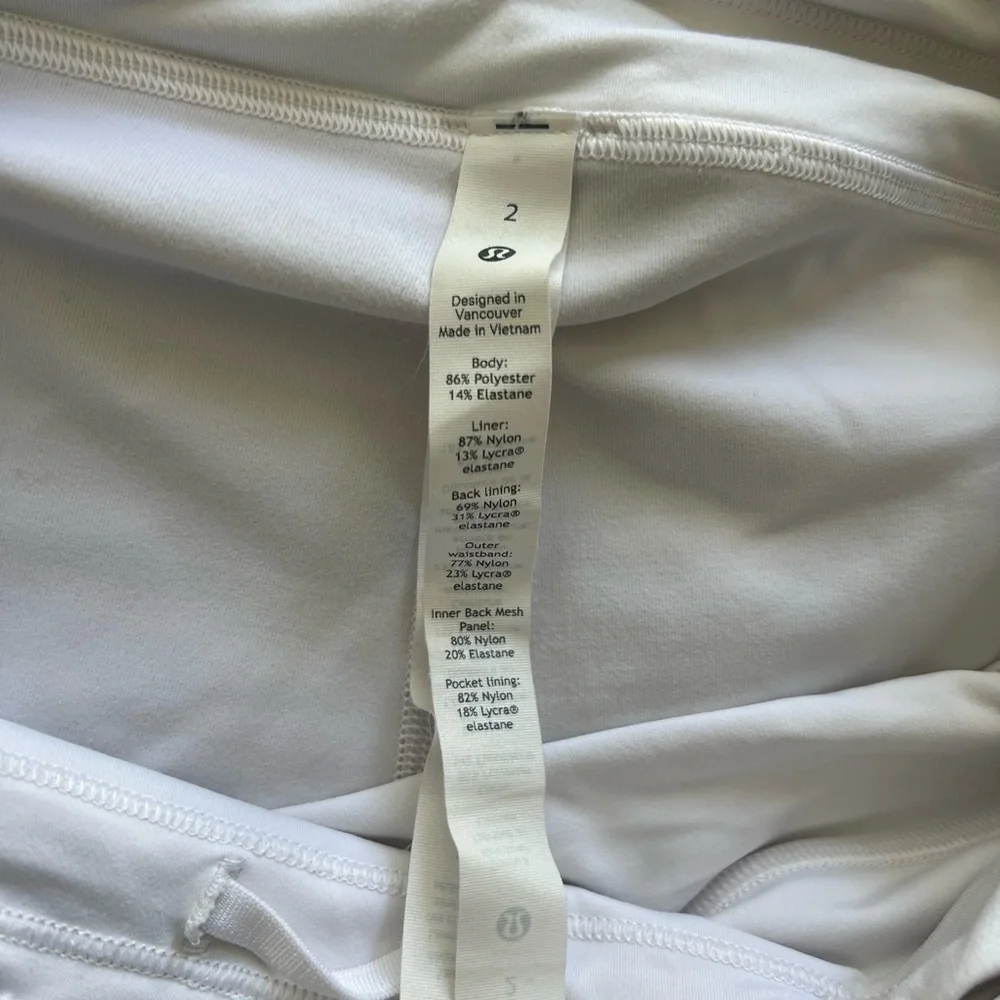 2
Designed in
Vancouver
Made in Vietnam
Body:
86% Polyester
14% Elastane
Liner:
87% Nylon
13% Lycra®
elastane
Back lining:
69% Nylon
31% Lycra®
elastane
Outer
waistband:
77% Nylon
23% Lycra®
elastane
Inner Back Mesh
Panel:
80% Nylon
20% Elastane
Pocket lining:
82% Nylon
18% Lycra®
elastane
2